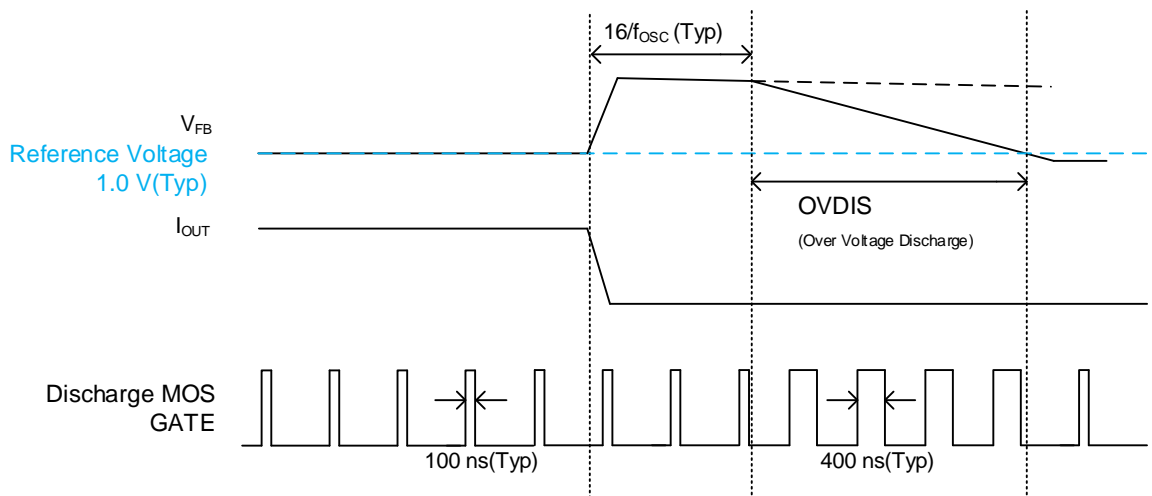 16/fOSC (Typ)
VFB
Reference Voltage
1.0 V(Typ)
OVDIS
(Over Voltage Discharge)
IOUT
Discharge MOS
GATE
100 ns(Typ)
400 ns(Typ)